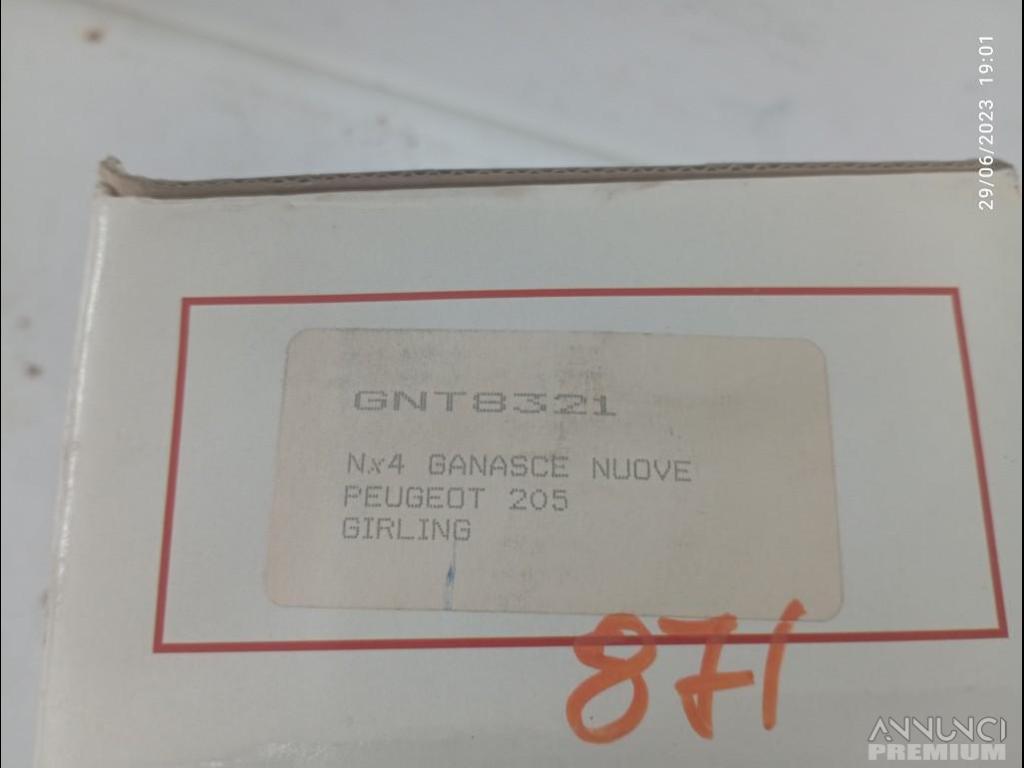 29/06/2023 19:01
GNT8321
Nx4 GANASCE NUOVE
PEUGEOT 205
GIRLING
871
ANNUNCI
PREMIUM